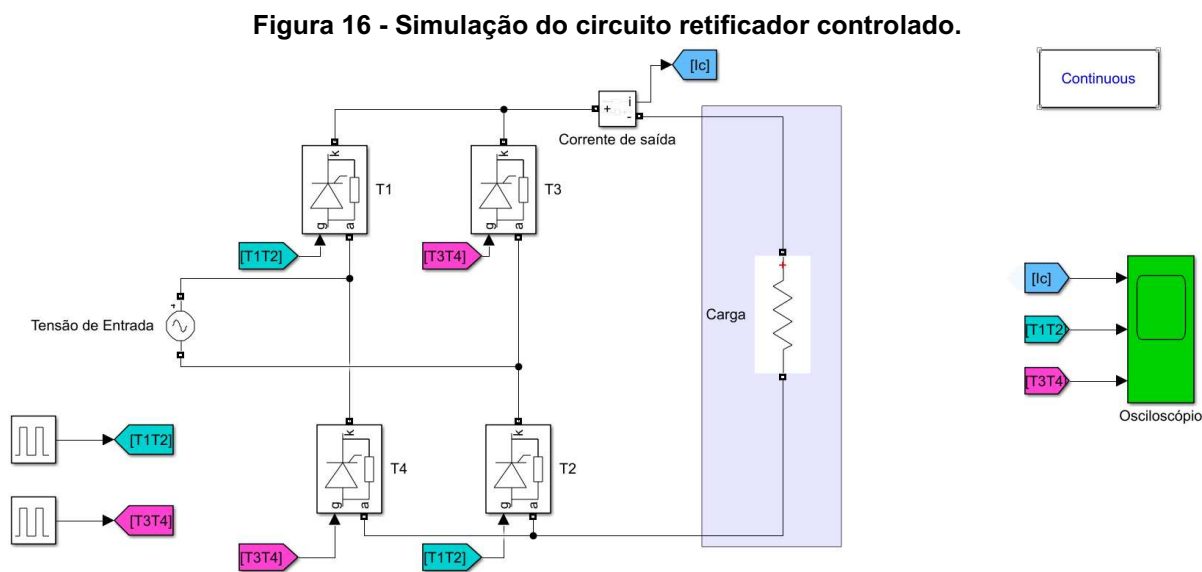 Figura 16 - Simulação do circuito retificador controlado.
[Ic]
Continuous
+
i
-
Corrente de saída
k
k
T1
T3
g
a
g
a
[T1T2]
[T3T4]
+
Tensão de Entrada
+
Carga
[Ic]
[T1T2]
[T3T4]
Osciloscópio
[T1T2]
[T3T4]
k
k
T4
T2
g
a
g
a
[T3T4]
[T1T2]